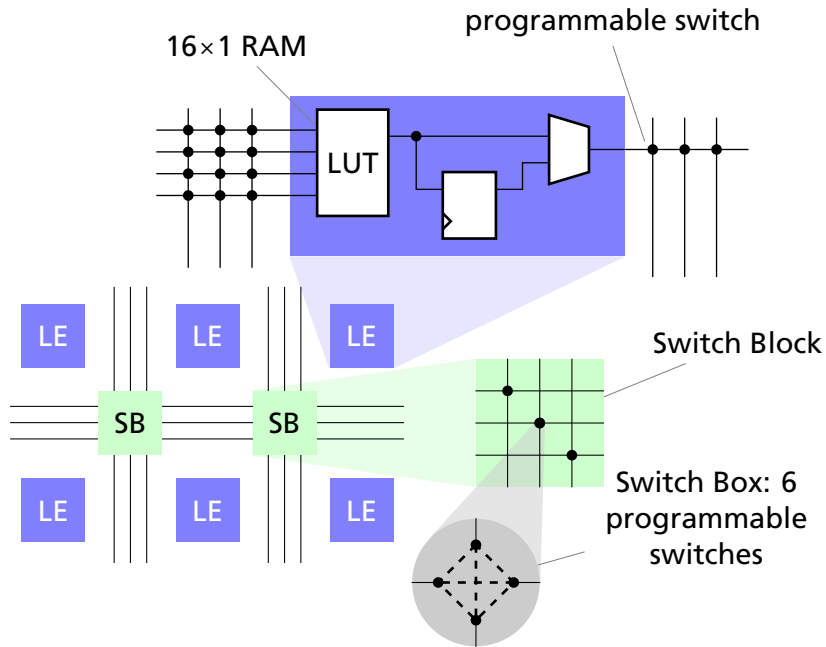 programmable switch
16×1 RAM
LUT
LE
LE
LE
Switch Block
SB
SB
LE
LE
LE
Switch Box: 6
programmable
switches